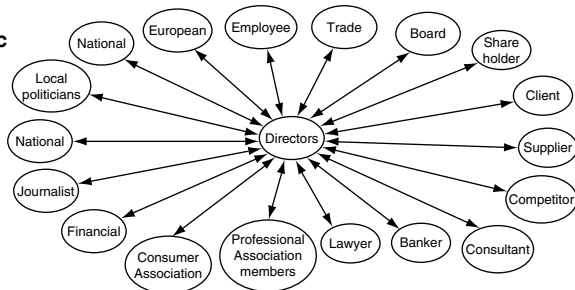 c
National
European
Employee
Trade
Board
Share
holder
Local
politicians
Client
National
Directors
Supplier
Journalist
Competitor
Financial
Consumer
Association
Professional
Association
members
Lawyer
Banker
Consultant